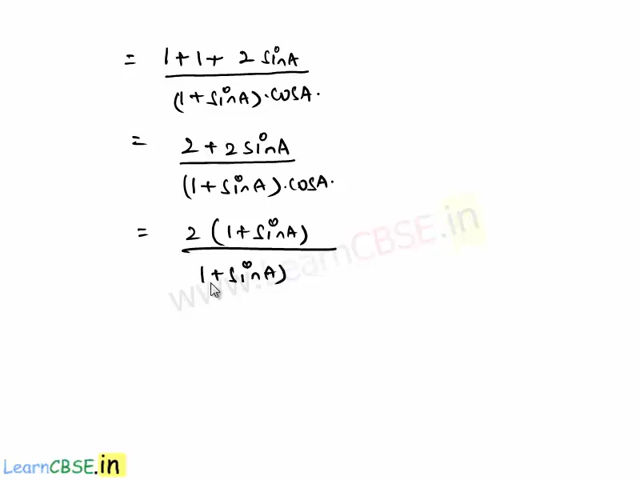 = 1+1+ 2 sinA
(1+sinA).cosA.
= 2 + 2 sinA
(1+sinA).cosA.
= 2 (1+sinA)
1+sinA)
www.LearnCBSE.in
LearnCBSE.in